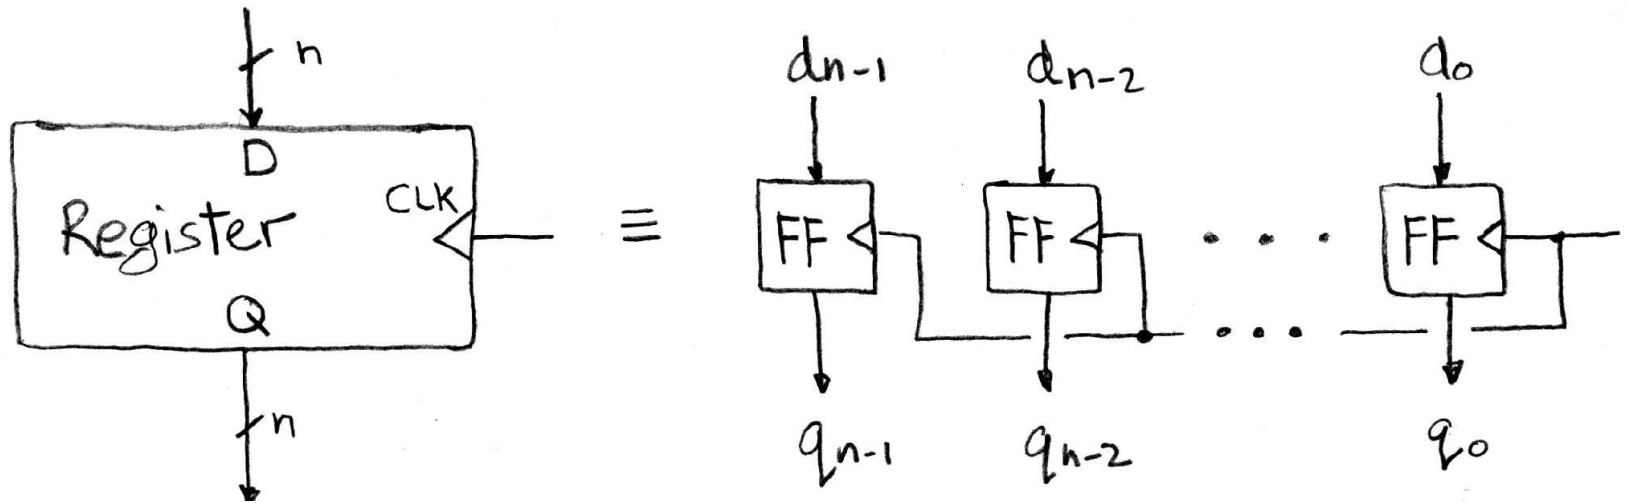 n
D
CLK
Register
Q
n
≡
dn-1 dn-2 d0
FF FF . . . FF
. . .
qn-1 qn-2 q0